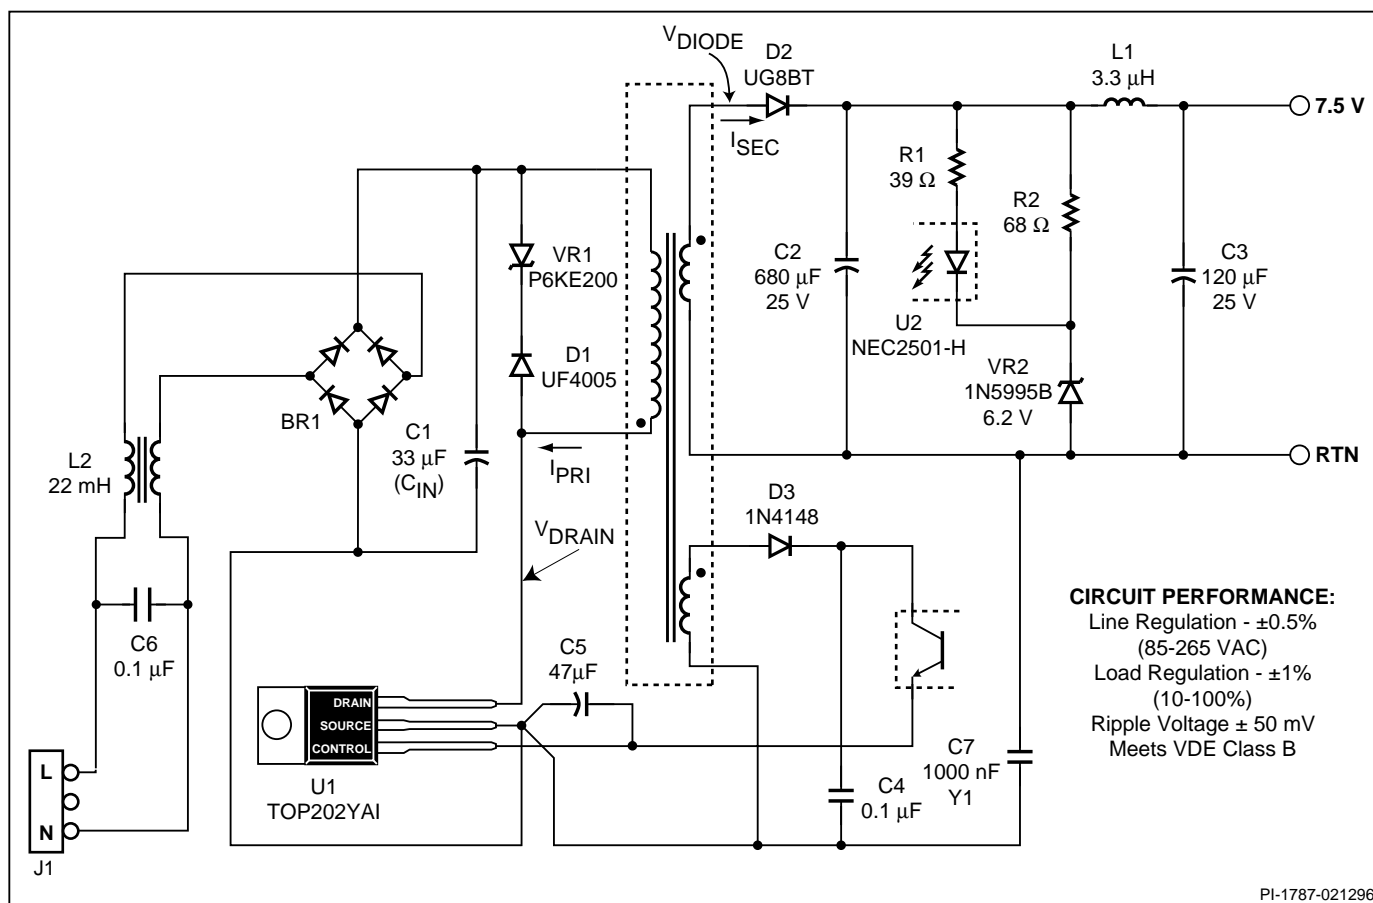 VDIODE
D2
UG8BT
L1
3.3 µH
7.5 V
ISEC
R1
39 Ω
R2
68 Ω
VR1
P6KE200
C2
680 µF
25 V
C3
120 µF
25 V
U2
NEC2501-H
D1
UF4005
VR2
1N5995B
6.2 V
BR1
C1
33 µF
(CIN)
IPRI
L2
22 mH
RTN
D3
1N4148
VDRAIN
CIRCUIT PERFORMANCE:
Line Regulation - ±0.5%
(85-265 VAC)
Load Regulation - ±1%
(10-100%)
Ripple Voltage ± 50 mV
Meets VDE Class B
C6
0.1 µF
C5
47µF
DRAIN
SOURCE
CONTROL
U1
TOP202YAI
C7
1000 nF
Y1
C4
0.1 µF
L
N
J1
PI-1787-021296